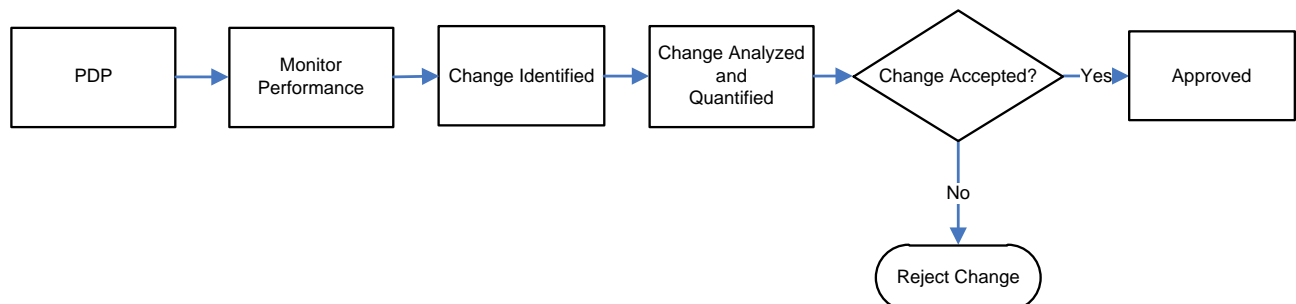 PDP
Monitor
Performance
Change Identified
Change Analyzed
and
Quantified
Change Accepted?
Yes
Approved
No
Reject Change